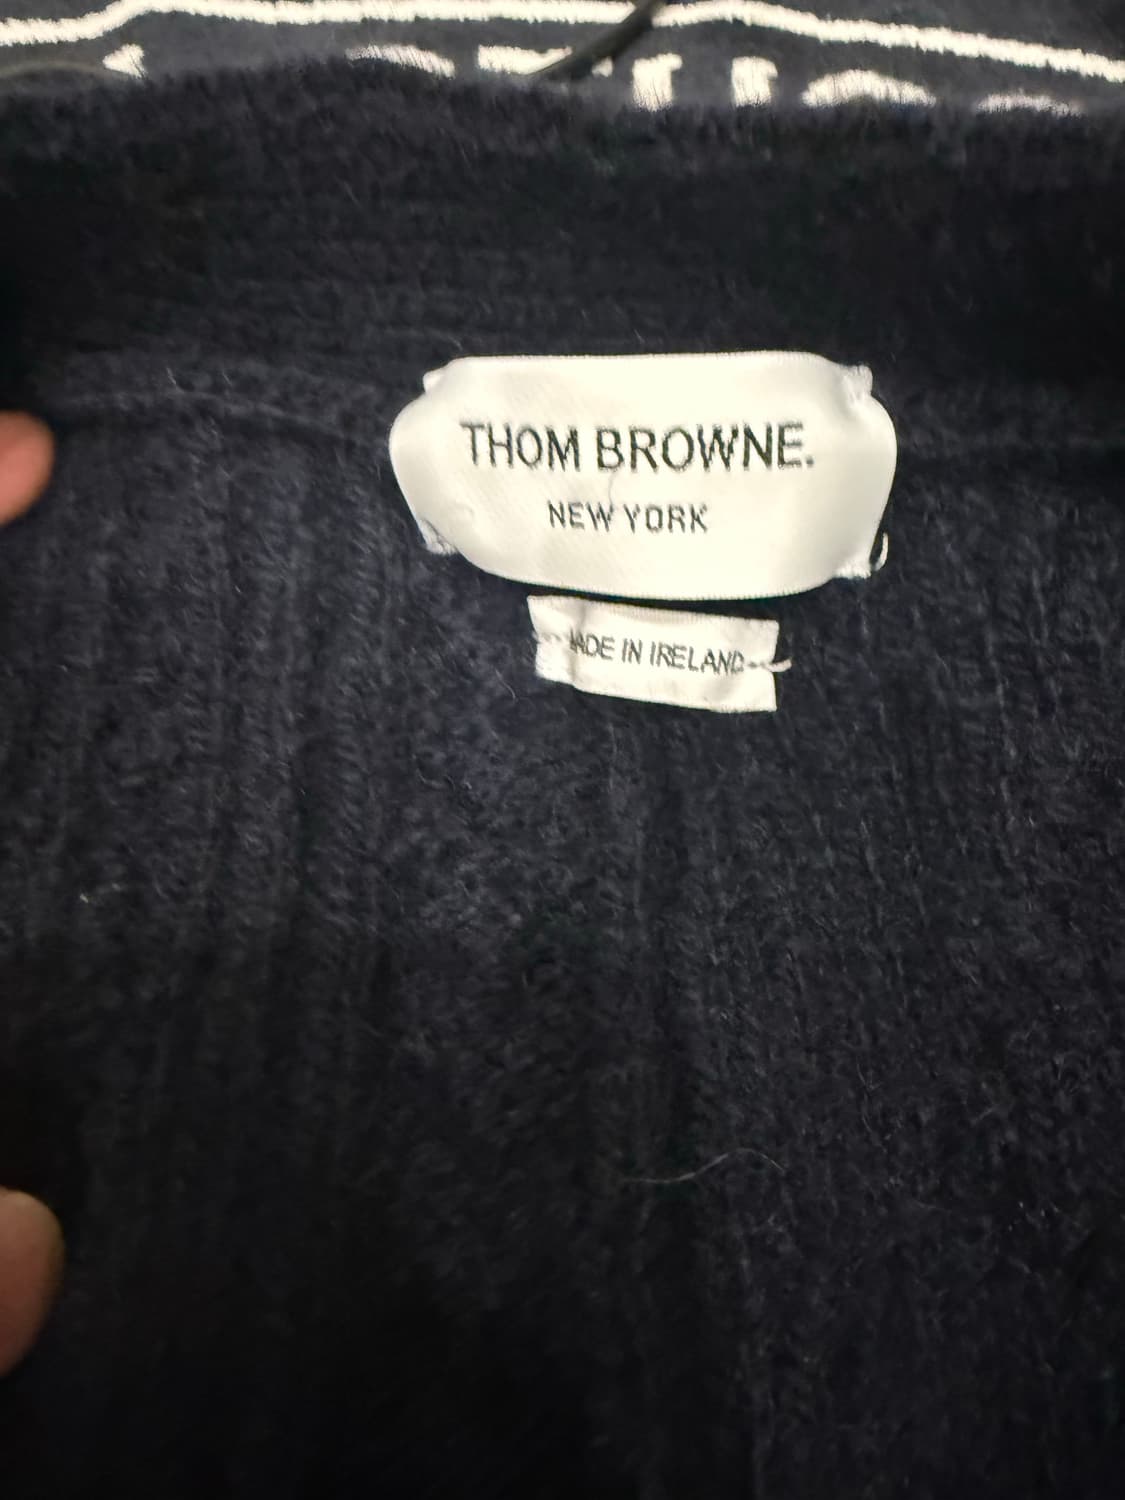 THOM BROWNE.
NEW YORK
MADE IN IRELAND